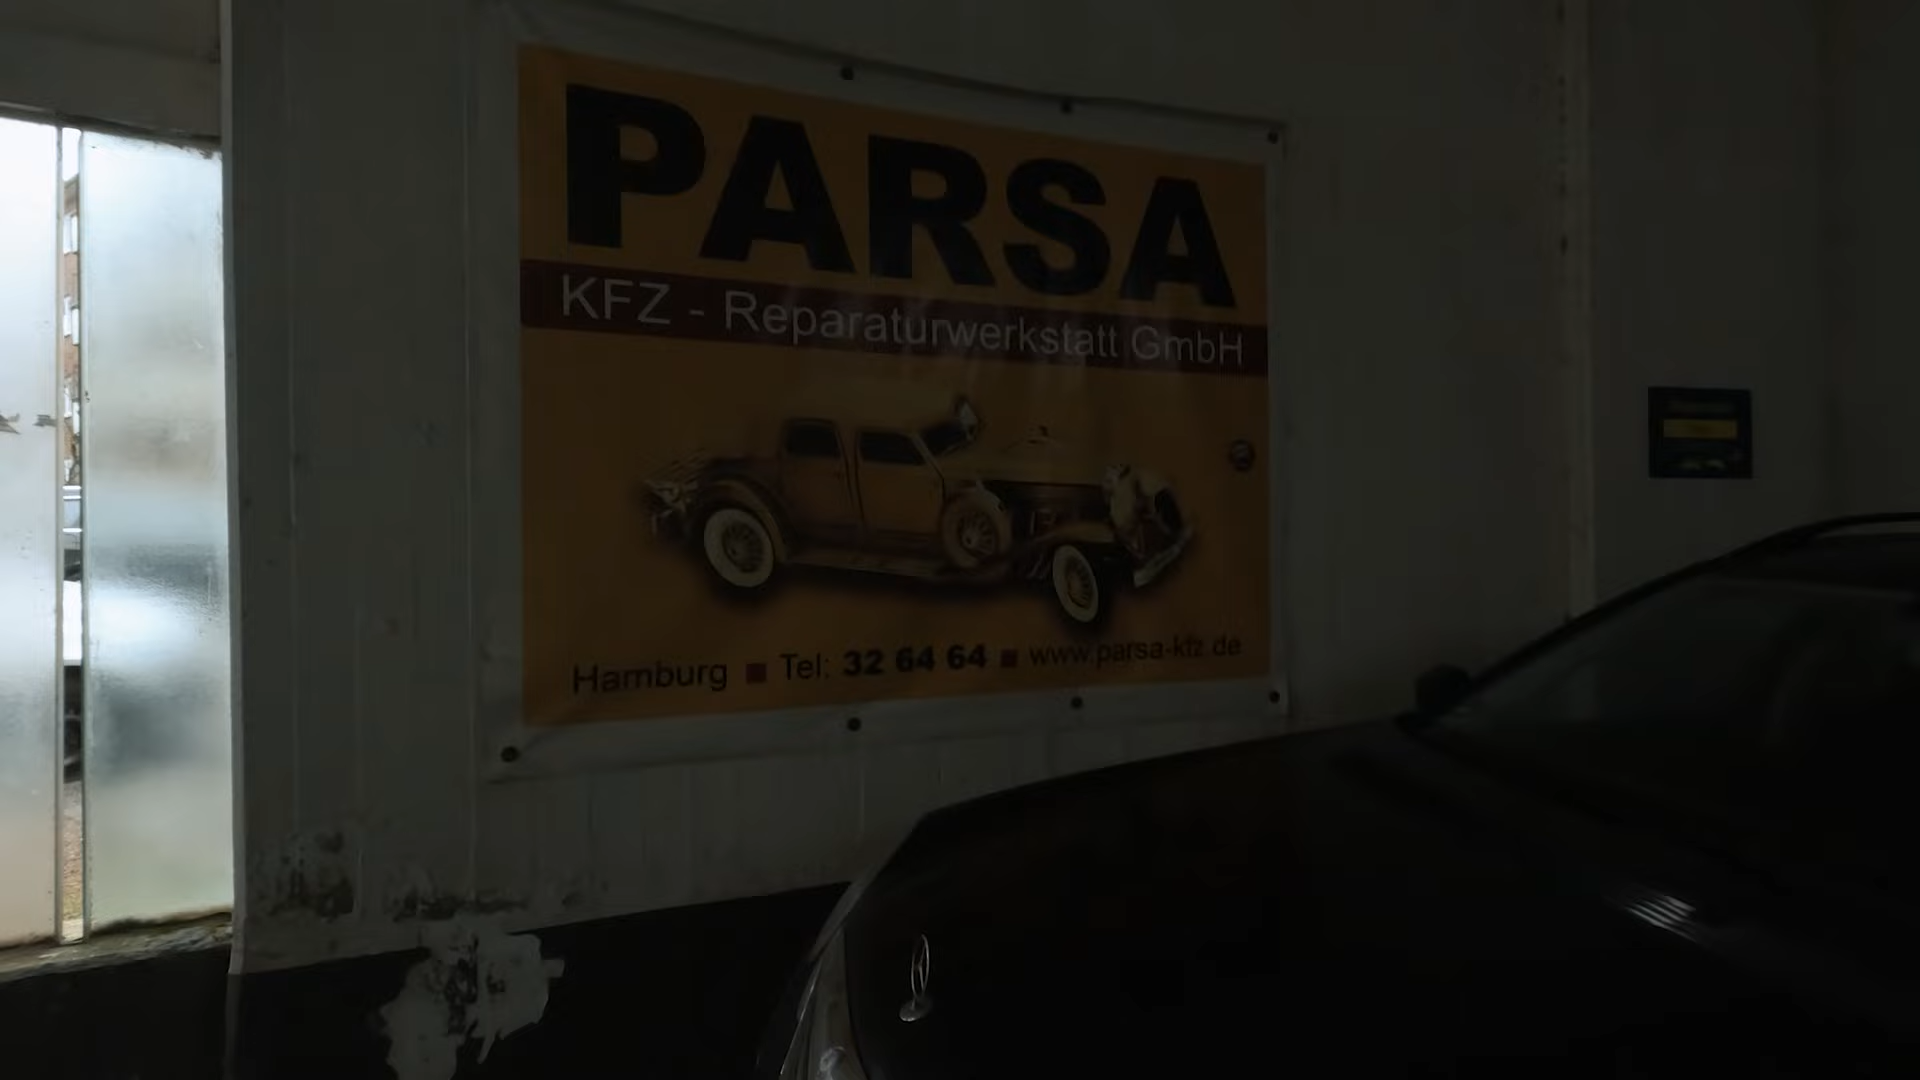 PARSA
KFZ - Reparaturwerkstatt GmbH
Hamburg ■ Tel: 32 64 64 ■ www.parsa-kfz.de